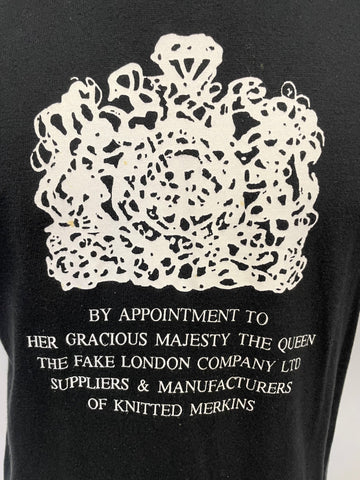 BY APPOINTMENT TO
HER GRACIOUS MAJESTY THE QUEEN
THE FAKE LONDON COMPANY LTD
SUPPLIERS & MANUFACTURERS
OF KNITTED MERKINS